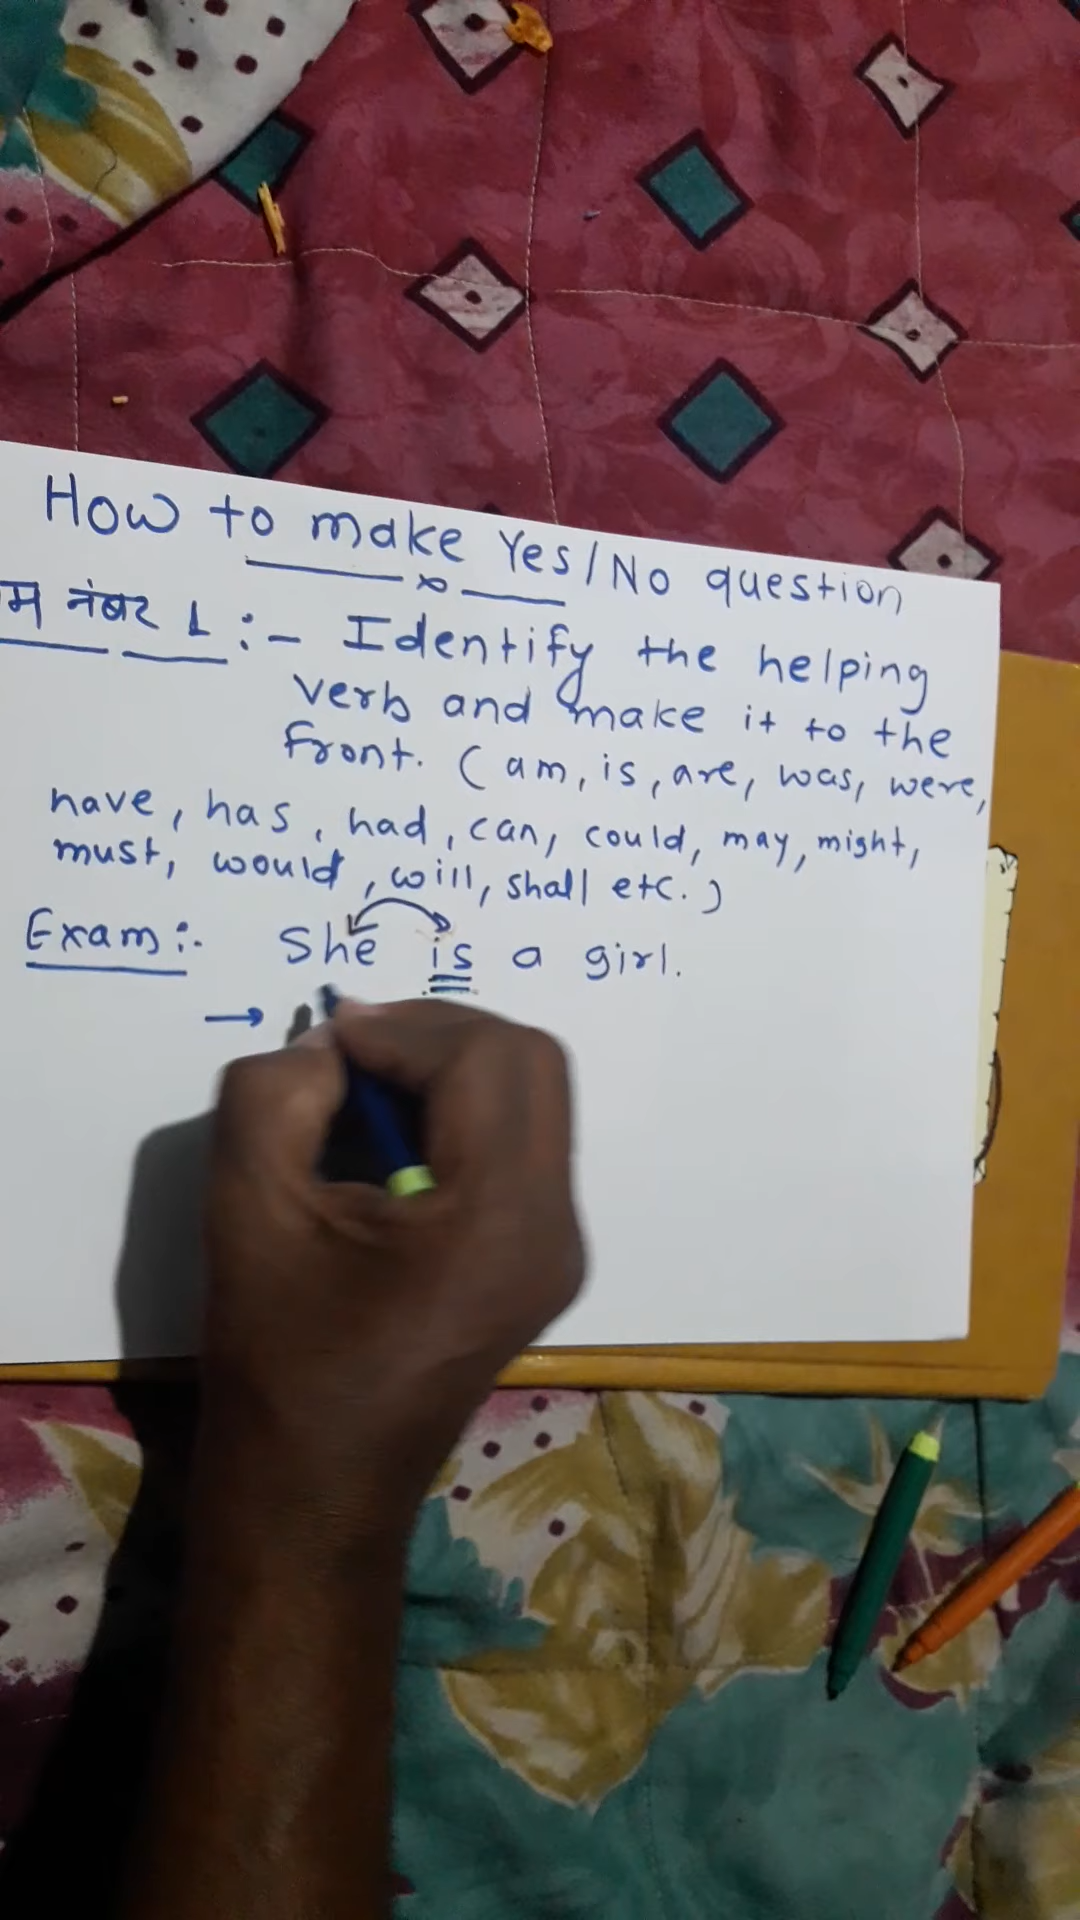 How to make Yes/No question
नंबर 1 :- Identify the helping
verb and make it to the
front. (am, is, are, was, were,
have, has, had, can, could, may, might,
must, would, will, shall etc.)
Exam:- She is a girl.
→